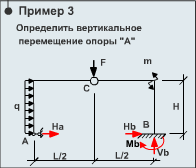 Пример 3
Определить вертикальное
перемещение опоры "А"
F
m
C
q
H
A
Ha
Hb
B
Mb
Vb
L/2
L/2